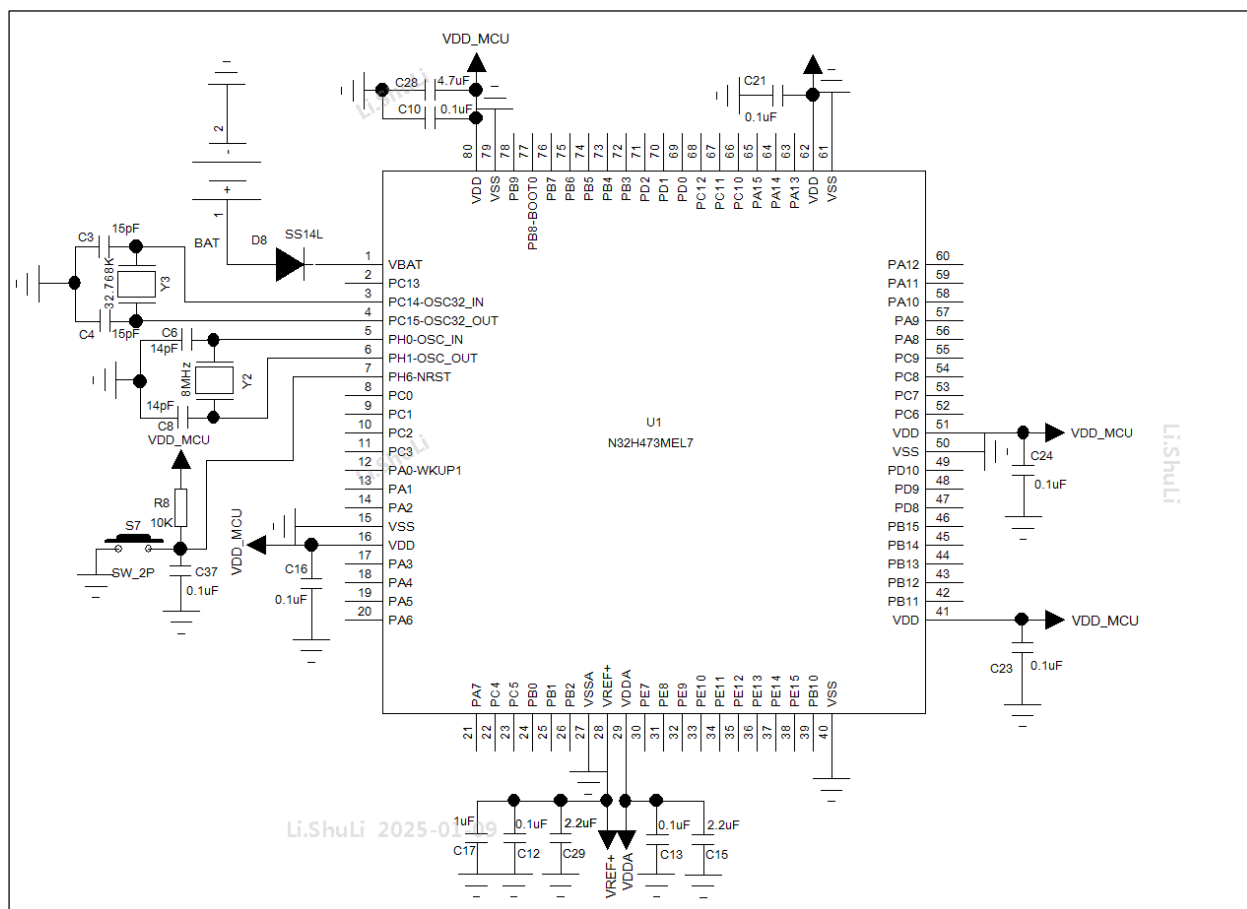 VDD_MCU
C28 4.7uF
C10 0.1uF
C21
0.1uF
Li.ShuLi
2
-
+
1
BAT
D8 SS14L
80 79 78 77 76 75 74 73 72 71 70 69 68 67 66 65 64 63 62 61
VDD VSS PB9 PB8-BOOT0 PB7 PB6 PB5 PB4 PB3 PD2 PD1 PD0 PC12 PC11 PC10 PA15 PA14 PA13 VDD VSS
C3 15pF
32.768K Y3
C4 15pF
C6
14pF
8MHz Y2
14pF
C8
VDD_MCU
R8
10K
S7
SW_2P
C37
0.1uF
VDD_MCU
C16
0.1uF
1 VBAT
2 PC13
3 PC14-OSC32_IN
4 PC15-OSC32_OUT
5 PH0-OSC_IN
6 PH1-OSC_OUT
7 PH6-NRST
8 PC0
9 PC1
10 PC2
11 PC3
12 PA0-WKUP1
13 PA1
14 PA2
15 VSS
16 VDD
17 PA3
18 PA4
19 PA5
20 PA6
Li.ShuLi
U1
N32H473MEL7
PA12 60
PA11 59
PA10 58
PA9 57
PA8 56
PC9 55
PC8 54
PC7 53
PC6 52
VDD 51
VSS 50
PD10 49
PD9 48
PD8 47
PB15 46
PB14 45
PB13 44
PB12 43
PB11 42
VDD 41
VDD_MCU
C24
0.1uF
Li.ShuLi
VDD_MCU
C23 0.1uF
PA7 PC4 PC5 PB0 PB1 PB2 VSSA VREF+ VDDA PE7 PE8 PE9 PE10 PE11 PE12 PE13 PE14 PE15 PB10 VSS
21 22 23 24 25 26 27 28 29 30 31 32 33 34 35 36 37 38 39 40
1uF 0.1uF 2.2uF 0.1uF 2.2uF
Li.ShuLi 2025-01-09
C17 C12 C29 C13 C15
VREF+ VDDA